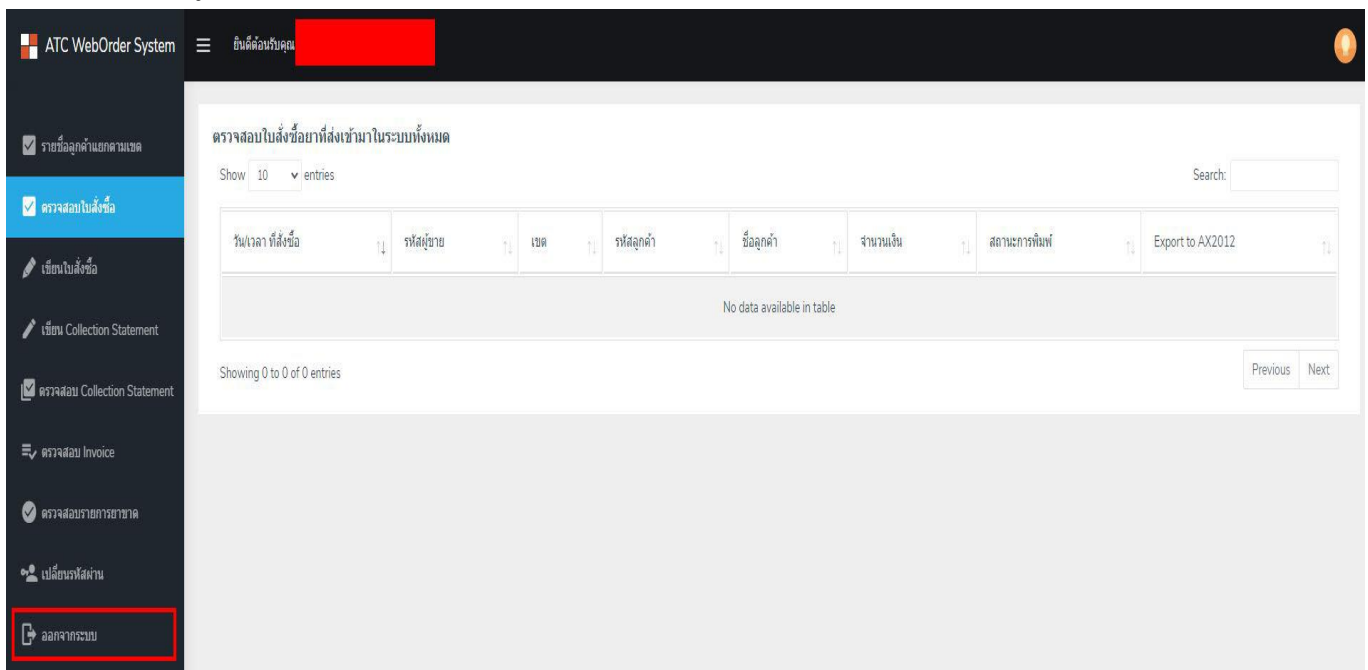 ATC WebOrder System
ยินดีต้อนรับคุณ
รายชื่อลูกค้าแยกตามเขต
ตรวจสอบใบสั่งซื้อ
เขียนใบสั่งซื้อ
เขียน Collection Statement
ตรวจสอบ Collection Statement
ตรวจสอบ Invoice
ตรวจสอบรายการยาขาด
เปลี่ยนรหัสผ่าน
ออกจากระบบ
ตรวจสอบใบสั่งซื้อยาที่ส่งเข้ามาในระบบทั้งหมด
Show 10 entries
Search:
วัน/เวลา ที่สั่งซื้อ รหัสผู้ขาย เขต รหัสลูกค้า ชื่อลูกค้า จำนวนเงิน สถานะการพิมพ์ Export to AX2012
No data available in table
Showing 0 to 0 of 0 entries
Previous Next